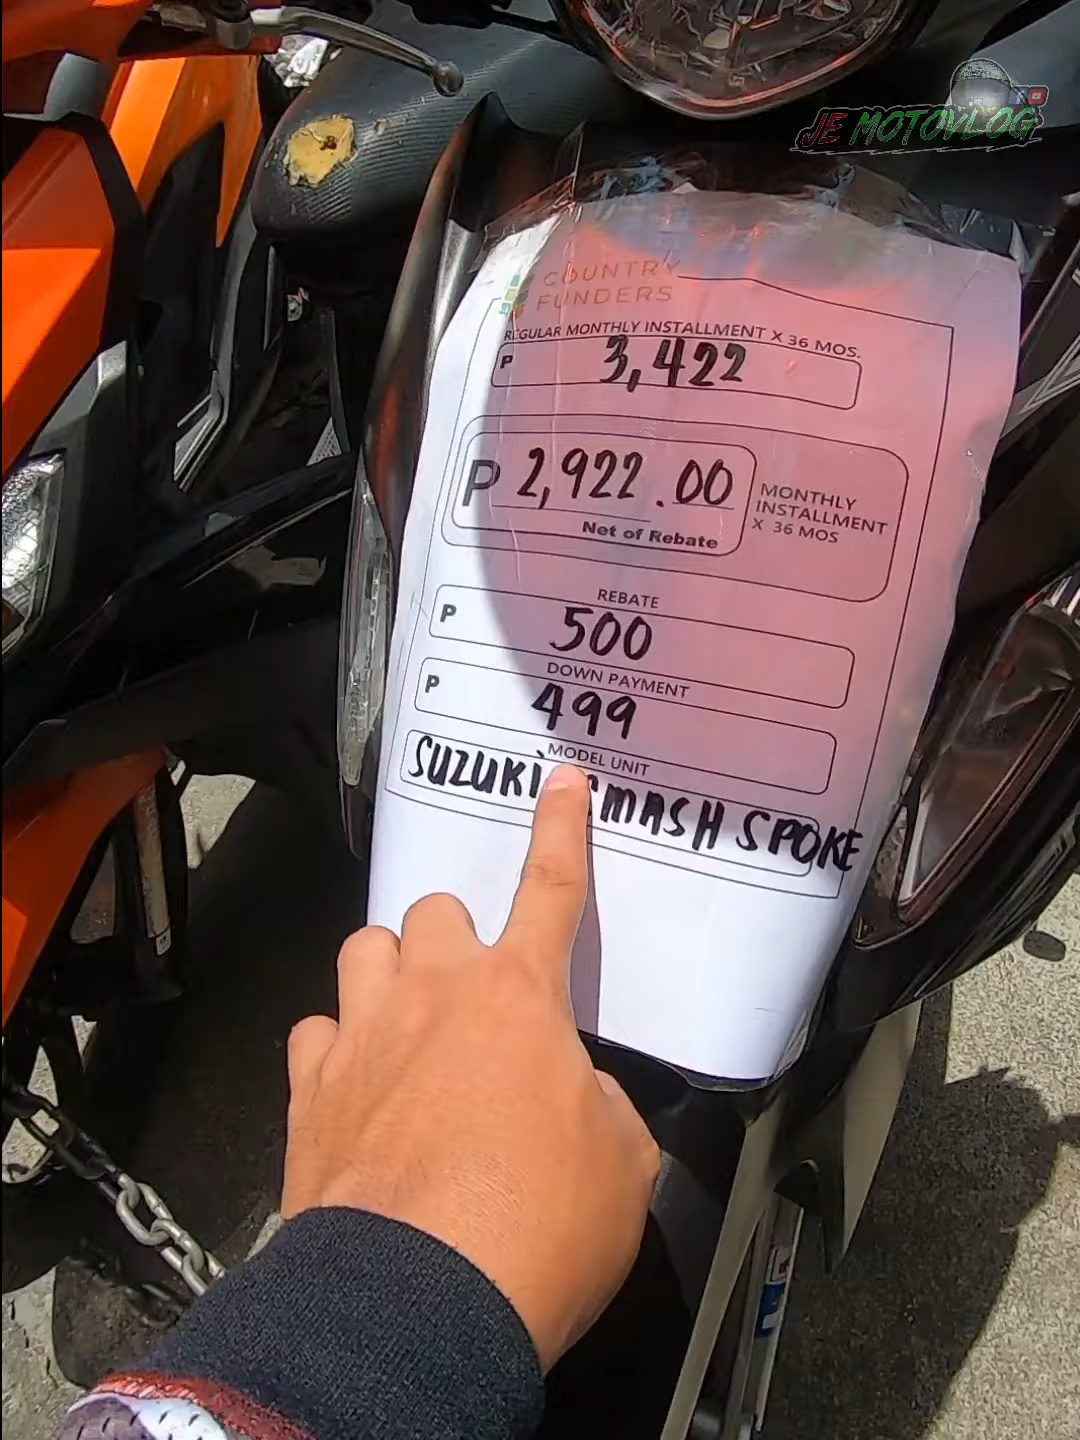 JE MOTOVLOG
COUNTRY
FUNDERS
REGULAR MONTHLY INSTALLMENT X 36 MOS.
P 3,422
P 2,922.00
Net of Rebate
MONTHLY
INSTALLMENT
X 36 MOS
REBATE
P 500
DOWN PAYMENT
P 499
MODEL UNIT
SUZUKI SMASH SPOKE